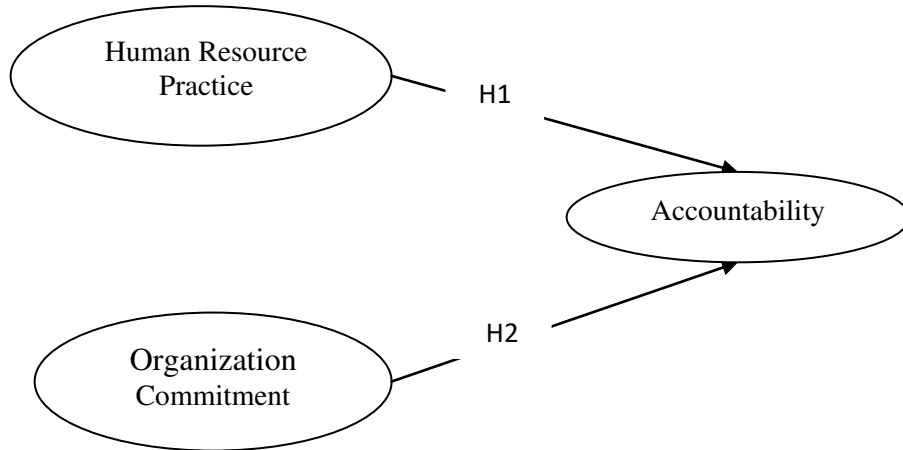 Human Resource
Practice
H1
Accountability
H2
Organization
Commitment